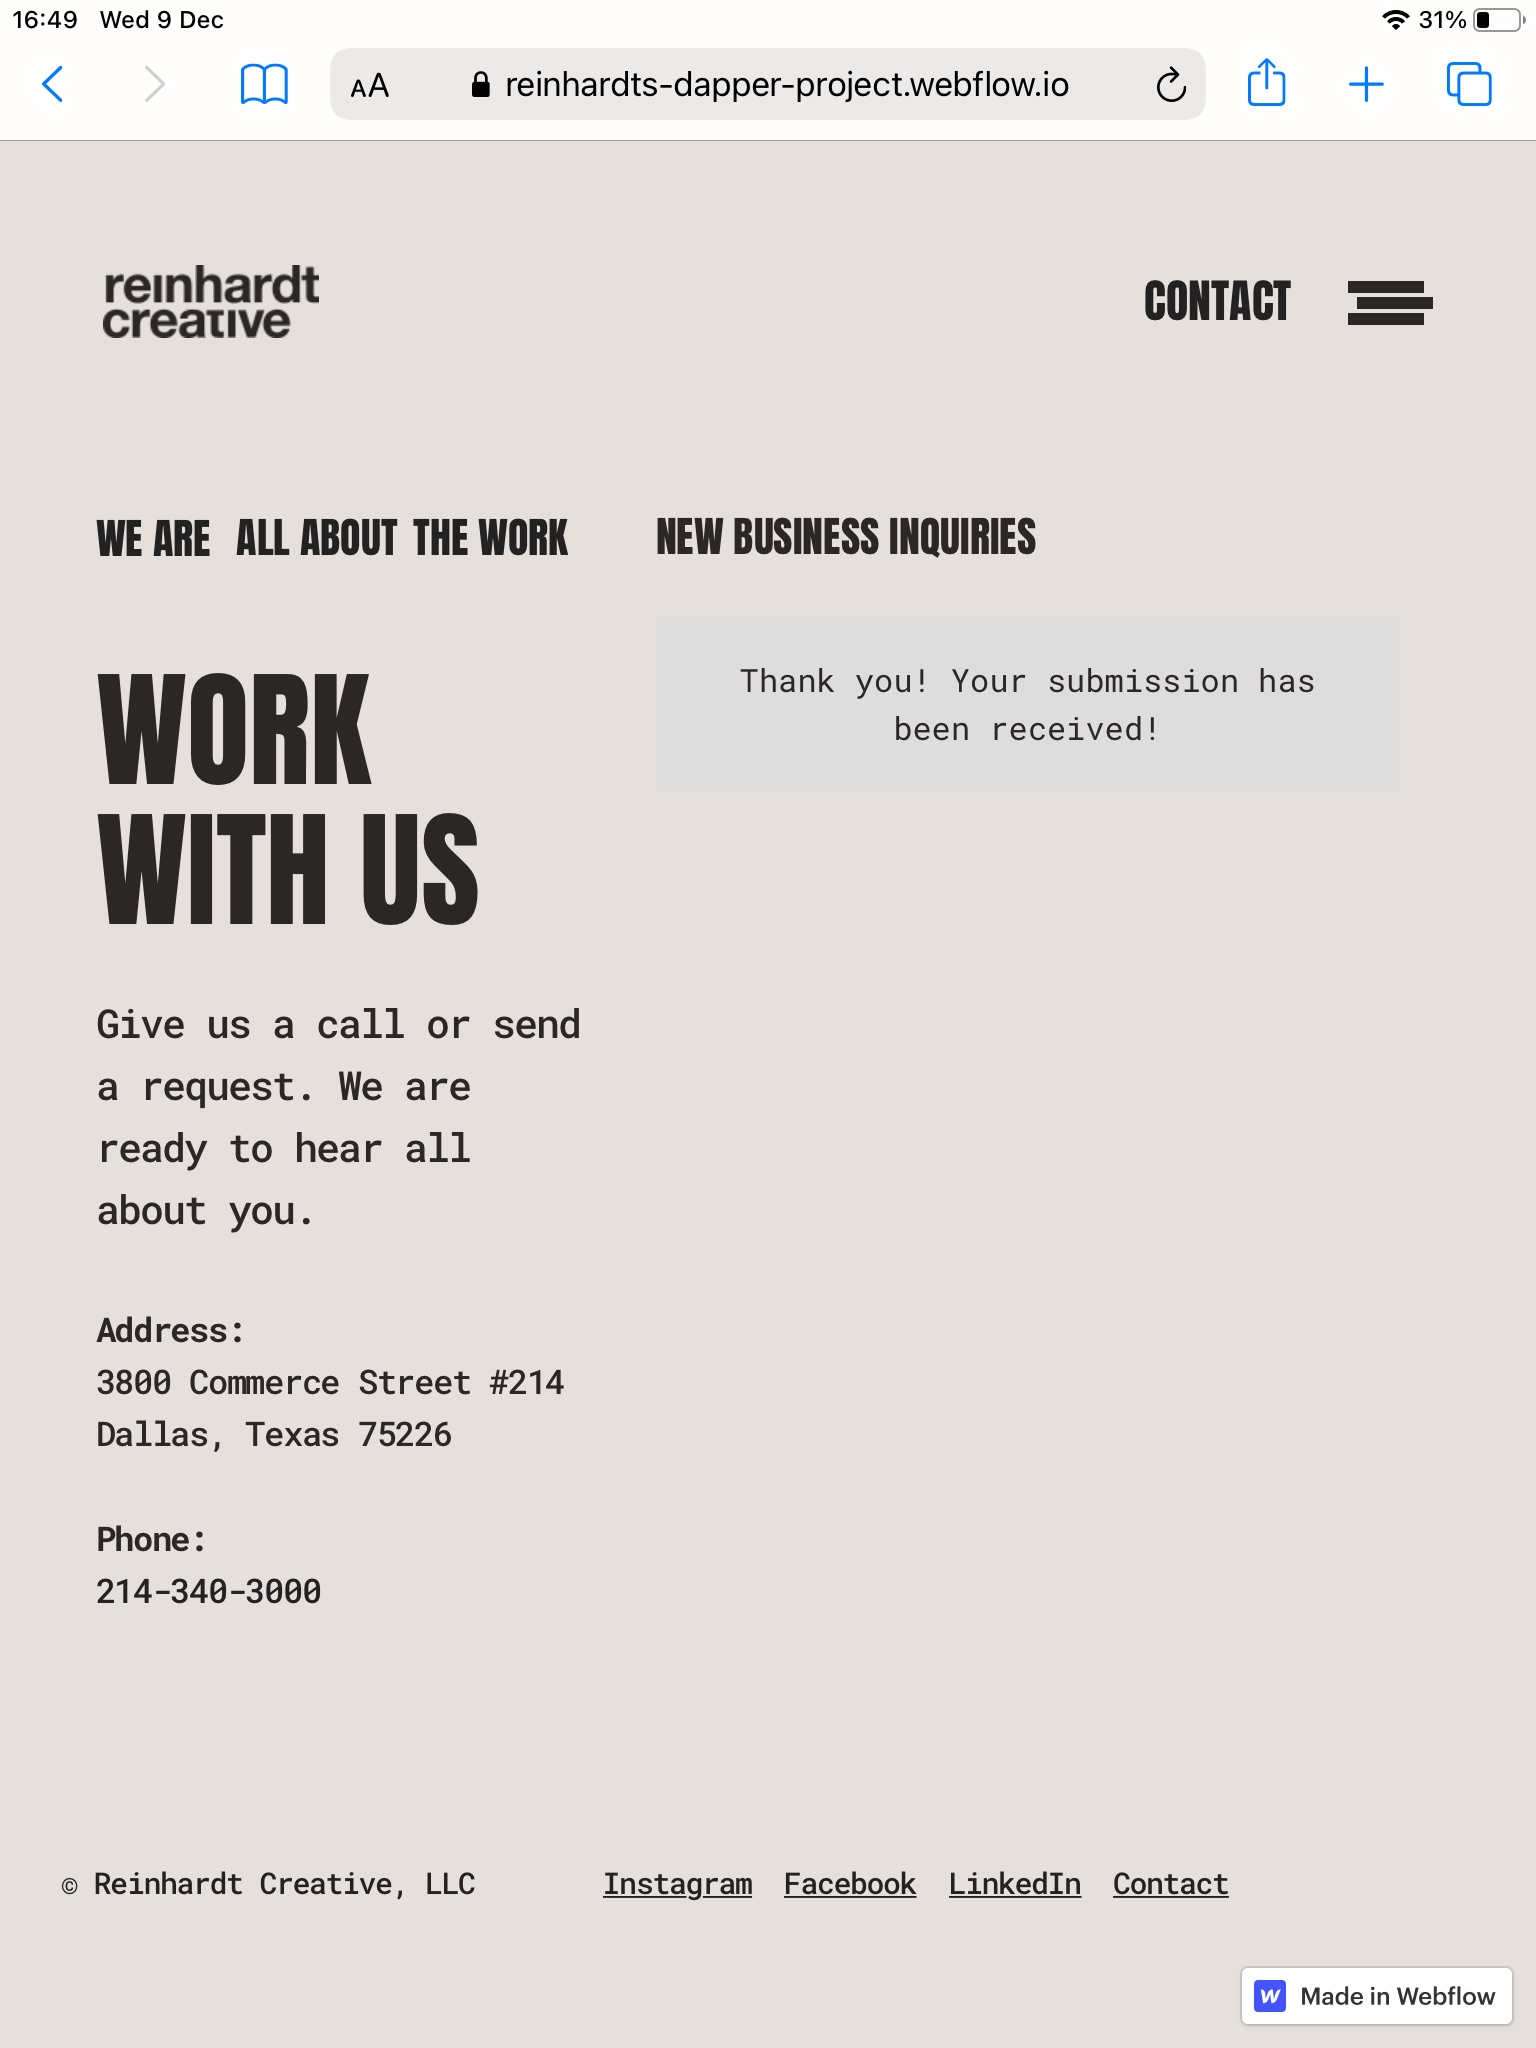 16:49 Wed 9 Dec
31%
AA reinhardts-dapper-project.webflow.io
reinhardt
creative
CONTACT
WE ARE ALL ABOUT THE WORK
WORK
WITH US
Give us a call or send
a request. We are
ready to hear all
about you.
Address:
3800 Commerce Street #214
Dallas, Texas 75226
Phone:
214-340-3000
NEW BUSINESS INQUIRIES
Thank you! Your submission has
been received!
© Reinhardt Creative, LLC
Instagram Facebook LinkedIn Contact
W Made in Webflow